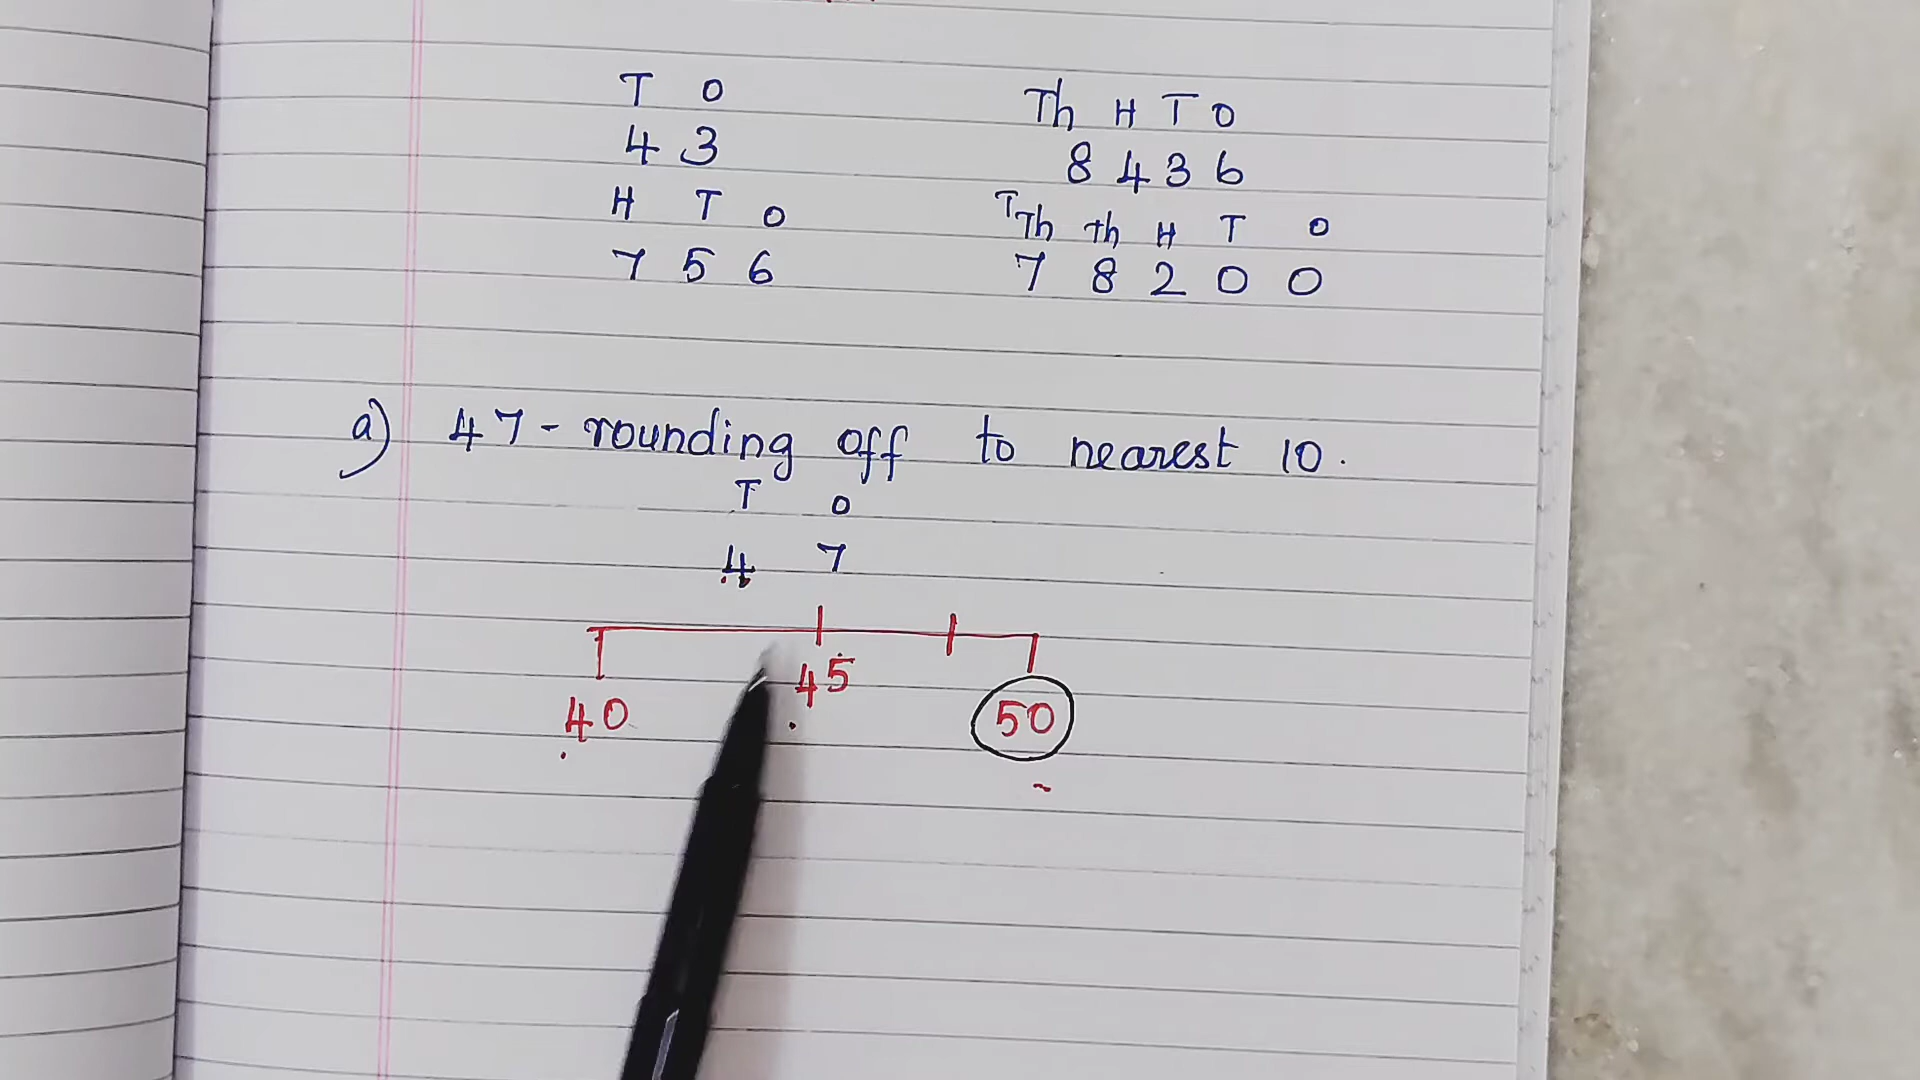 T O
4 3
H T O
7 5 6
Th H T O
8 4 3 6
TTh th H T O
7 8 2 0 0
a) 47 - rounding off to nearest 10.
T O
4 7
40 45 50